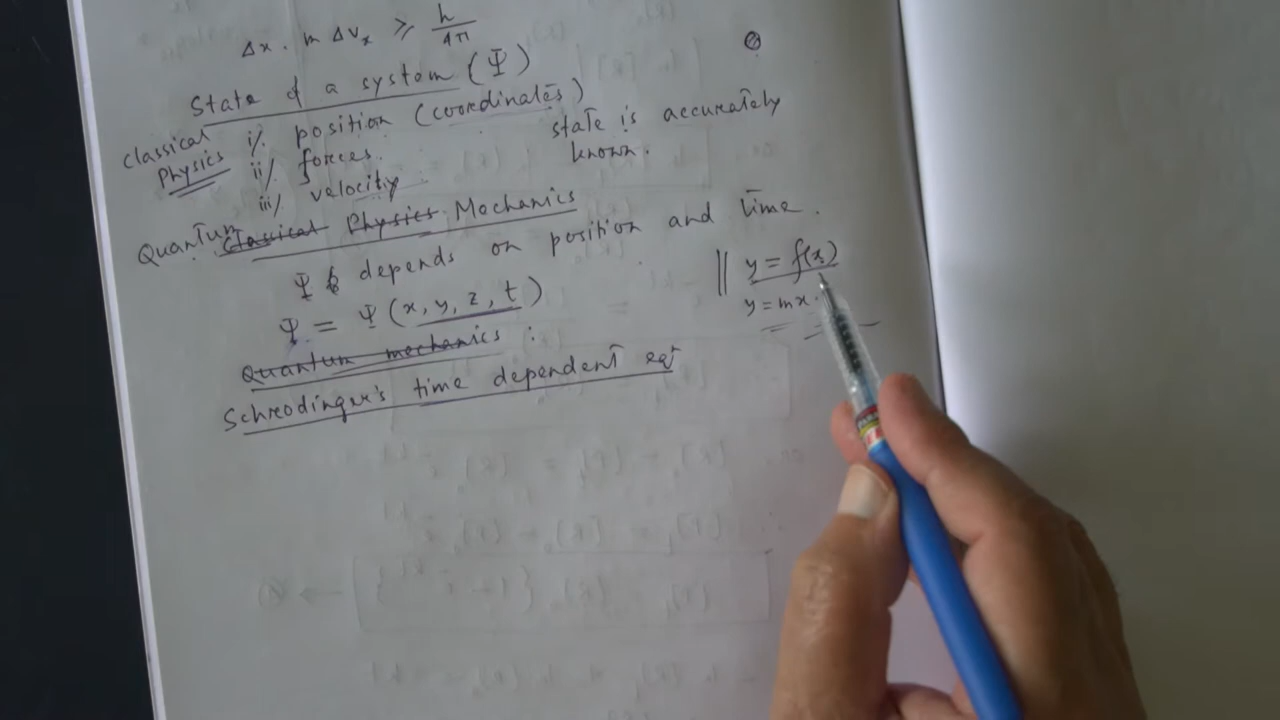 Δx . m Δvₓ ⩾ h/4π
State of a system (Ψ)
Classical Physics i/. position (coordinates)
ii/. forces.
iii/ velocity.
state is accurately
known.
Quantum Classical Physics Mechanics
Ψ depends on position and time.
Ψ = Ψ (x, y, z, t)
|| y = f(x)
y = mx.
Quantum mechanics :
Schrodinger's time dependent eqⁿ